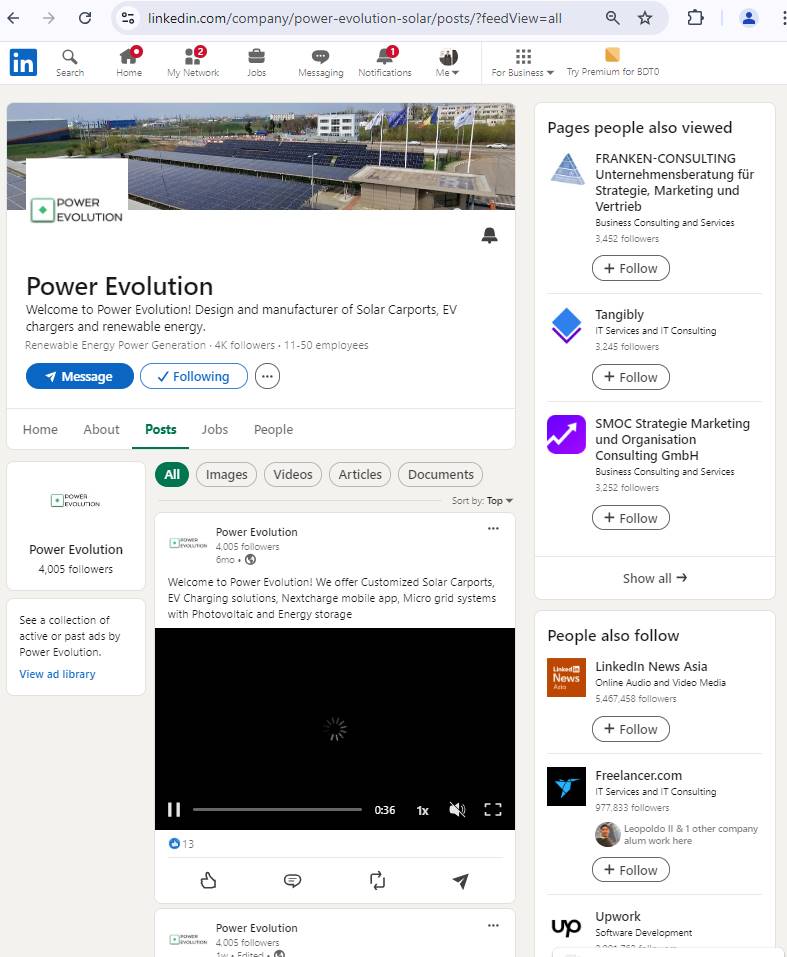 linkedin.com/company/power-evolution-solar/posts/?feedView=all
in
Search
Home
2
My Network
Jobs
Messaging
1
Notifications
Me
For Business
Try Premium for BDT0
POWER
EVOLUTION
Power Evolution
Welcome to Power Evolution! Design and manufacturer of Solar Carports, EV
chargers and renewable energy.
Renewable Energy Power Generation · 4K followers · 11-50 employees
Message
Following
Home
About
Posts
Jobs
People
POWER
EVOLUTION
Power Evolution
4,005 followers
See a collection of
active or past ads by
Power Evolution.
View ad library
All
Images
Videos
Articles
Documents
Sort by: Top
POWER
EVOLUTION
Power Evolution
4,005 followers
6mo •
Welcome to Power Evolution! We offer Customized Solar Carports,
EV Charging solutions, Nextcharge mobile app, Micro grid systems
with Photovoltaic and Energy storage
0:36
1x
13
POWER
EVOLUTION
Power Evolution
4,005 followers
1w • Edited •
Pages people also viewed
FRANKEN-CONSULTING
Unternehmensberatung für
Strategie, Marketing und
Vertrieb
Business Consulting and Services
3,452 followers
+ Follow
Tangibly
IT Services and IT Consulting
3,245 followers
+ Follow
SMOC Strategie Marketing
und Organisation
Consulting GmbH
Business Consulting and Services
3,252 followers
+ Follow
Show all →
People also follow
Linked in
News
Asia
LinkedIn News Asia
Online Audio and Video Media
5,467,458 followers
+ Follow
Freelancer.com
IT Services and IT Consulting
977,833 followers
Leopoldo II & 1 other company
alum work here
+ Follow
up
Upwork
Software Development